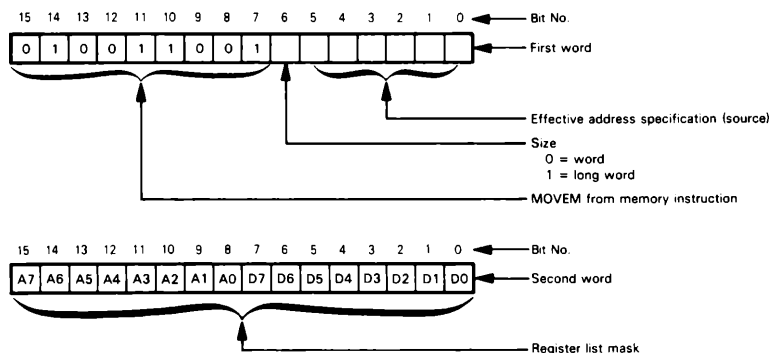 15 14 13 12 11 10 9 8 7 6 5 4 3 2 1 0 Bit No.
0 1 0 0 1 1 0 0 1 First word
Effective address specification (source)
Size
0 = word
1 = long word
MOVEM from memory instruction
15 14 13 12 11 10 9 8 7 6 5 4 3 2 1 0 Bit No.
A7 A6 A5 A4 A3 A2 A1 A0 D7 D6 D5 D4 D3 D2 D1 D0 Second word
Register list mask